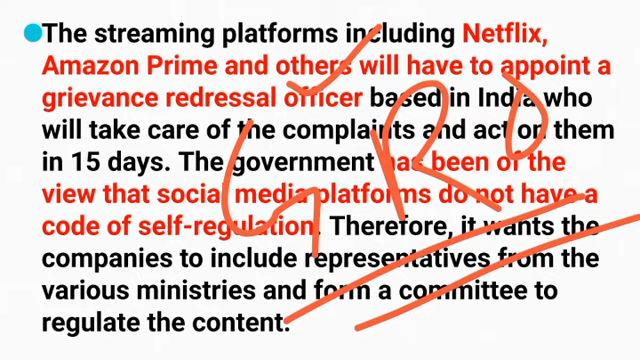 The streaming platforms including Netflix,
Amazon Prime and others will have to appoint a
grievance redressal officer based in India who
will take care of the complaints and act on them
in 15 days. The government has been of the
view that social media platforms do not have a
code of self-regulation. Therefore, it wants the
companies to include representatives from the
various ministries and form a committee to
regulate the content.
GRO